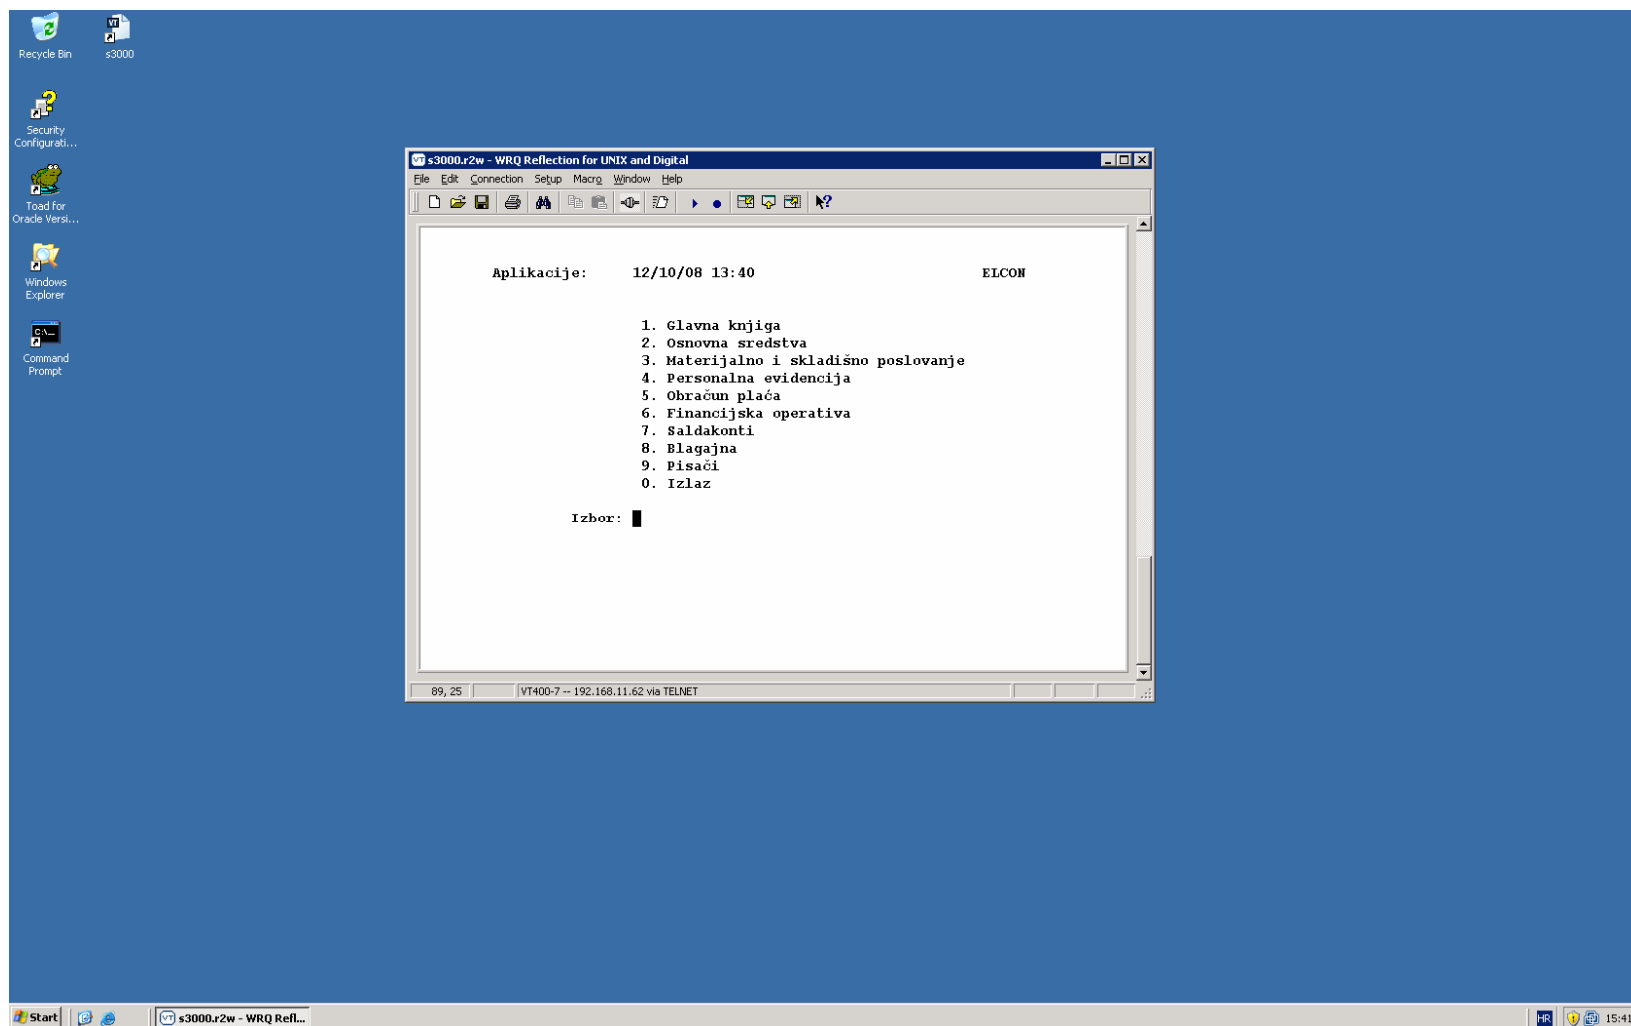 Recycle Bin
s3000
Security
Configurati...
Toad for
Oracle Versi...
Windows
Explorer
C:\
Command
Prompt
s3000.r2w - WRQ Reflection for UNIX and Digital
File Edit Connection Setup Macro Window Help
Aplikacije: 12/10/08 13:40 ELCON
1. Glavna knjiga
2. Osnovna sredstva
3. Materijalno i skladišno poslovanje
4. Personalna evidencija
5. Obračun plaća
6. Financijska operativa
7. Saldakonti
8. Blagajna
9. Pisači
0. Izlaz
Izbor:
89, 25 VT400-7 -- 192.168.11.62 via TELNET
Start s3000.r2w - WRQ Refl... HR 15:41